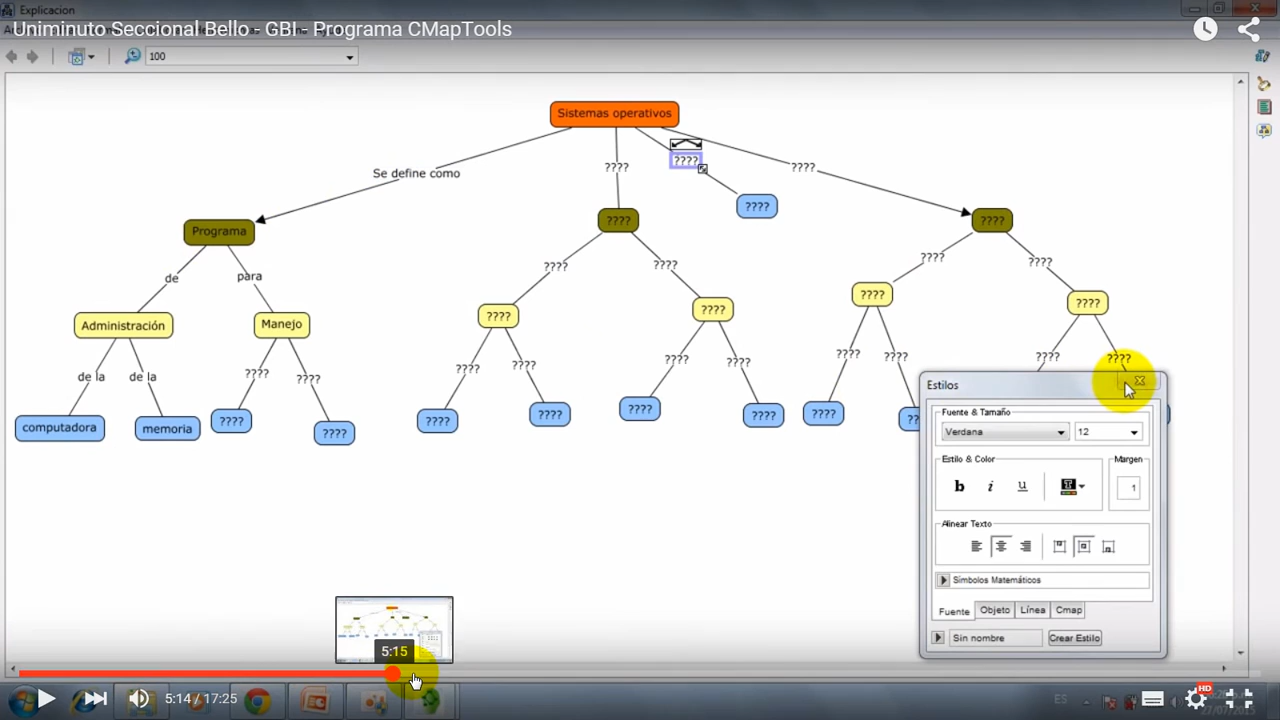 Explicacion
Uniminuto Seccional Bello - GBI - Programa CMapTools
100
Sistemas operativos
????
Se define como
????
????
????
Programa
????
????
de
para
????
????
????
????
Administración
Manejo
????
????
????
????
de la
de la
????
????
????
????
????
????
????
????
????
????
computadora
memoria
????
????
????
????
????
????
????
Estilos
Fuente & Tamaño
Verdana
12
Estilo & Color
Margen
b
i
u
T
1
Alinear Texto
Símbolos Matemáticos
Fuente
Objeto
Línea
Cmap
Sin nombre
Crear Estilo
5:15
5:14 / 17:25
ES
HD